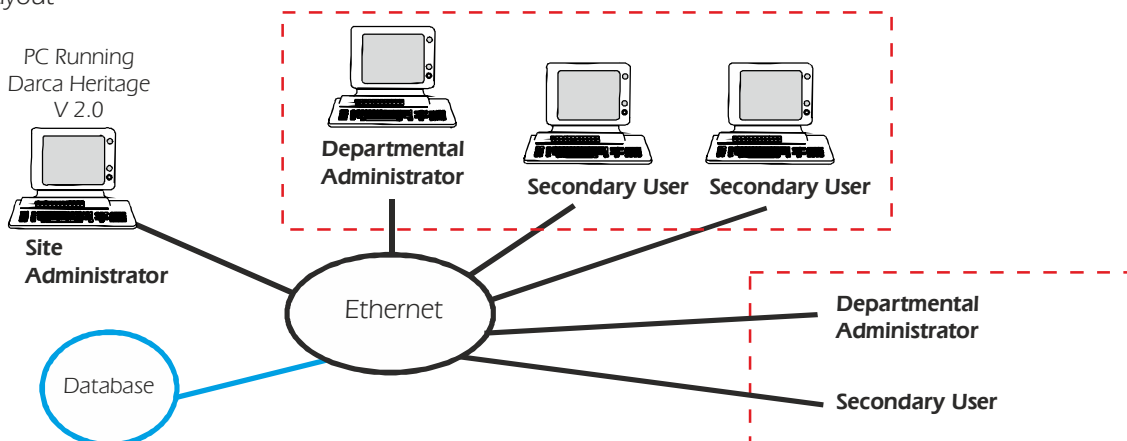 PC Running
Darca Heritage
V 2.0
Site
Administrator
Departmental
Administrator
Secondary User
Secondary User
Ethernet
Database
Departmental
Administrator
Secondary User